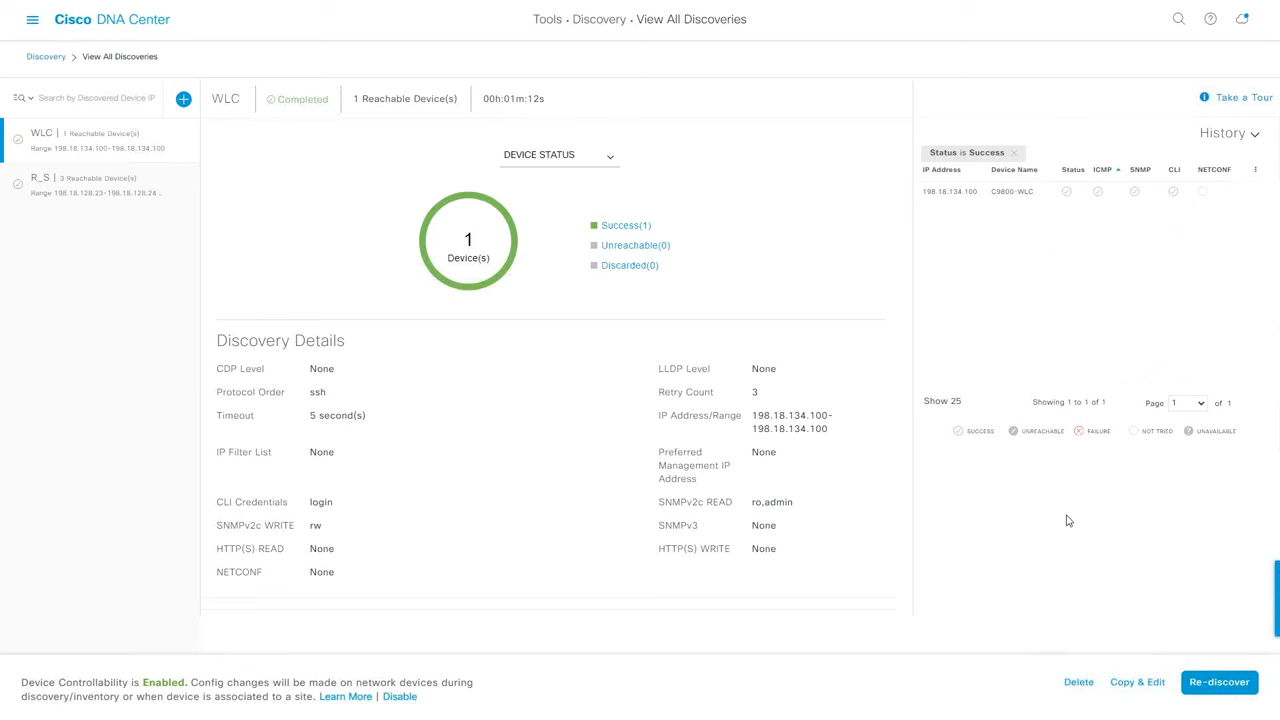 Cisco DNA Center
Tools • Discovery • View All Discoveries
Discovery > View All Discoveries
Search by Discovered Device IP
WLC
Completed
1 Reachable Device(s)
00h:01m:12s
Take a Tour
WLC | 1 Reachable Device(s)
Range 198.18.134.100-198.18.134.100
R_S | 3 Reachable Device(s)
Range 198.18.128.23-198.18.128.24 ..
DEVICE STATUS
1
Device(s)
Success(1)
Unreachable(0)
Discarded(0)
Discovery Details
CDP Level None
LLDP Level None
Protocol Order ssh
Retry Count 3
Timeout 5 second(s)
IP Address/Range 198.18.134.100-
198.18.134.100
IP Filter List None
Preferred None
Management IP
Address
CLI Credentials login
SNMPv2c READ ro,admin
SNMPv2c WRITE rw
SNMPv3 None
HTTP(S) READ None
HTTP(S) WRITE None
NETCONF None
History
Status is Success
IP Address Device Name Status ICMP SNMP CLI NETCONF
198.18.134.100 C9800-WLC
Show 25 Showing 1 to 1 of 1 Page 1 of 1
SUCCESS UNREACHABLE FAILURE NOT TRIED UNAVAILABLE
Device Controllability is Enabled. Config changes will be made on network devices during
discovery/inventory or when device is associated to a site. Learn More | Disable
Delete
Copy & Edit
Re-discover